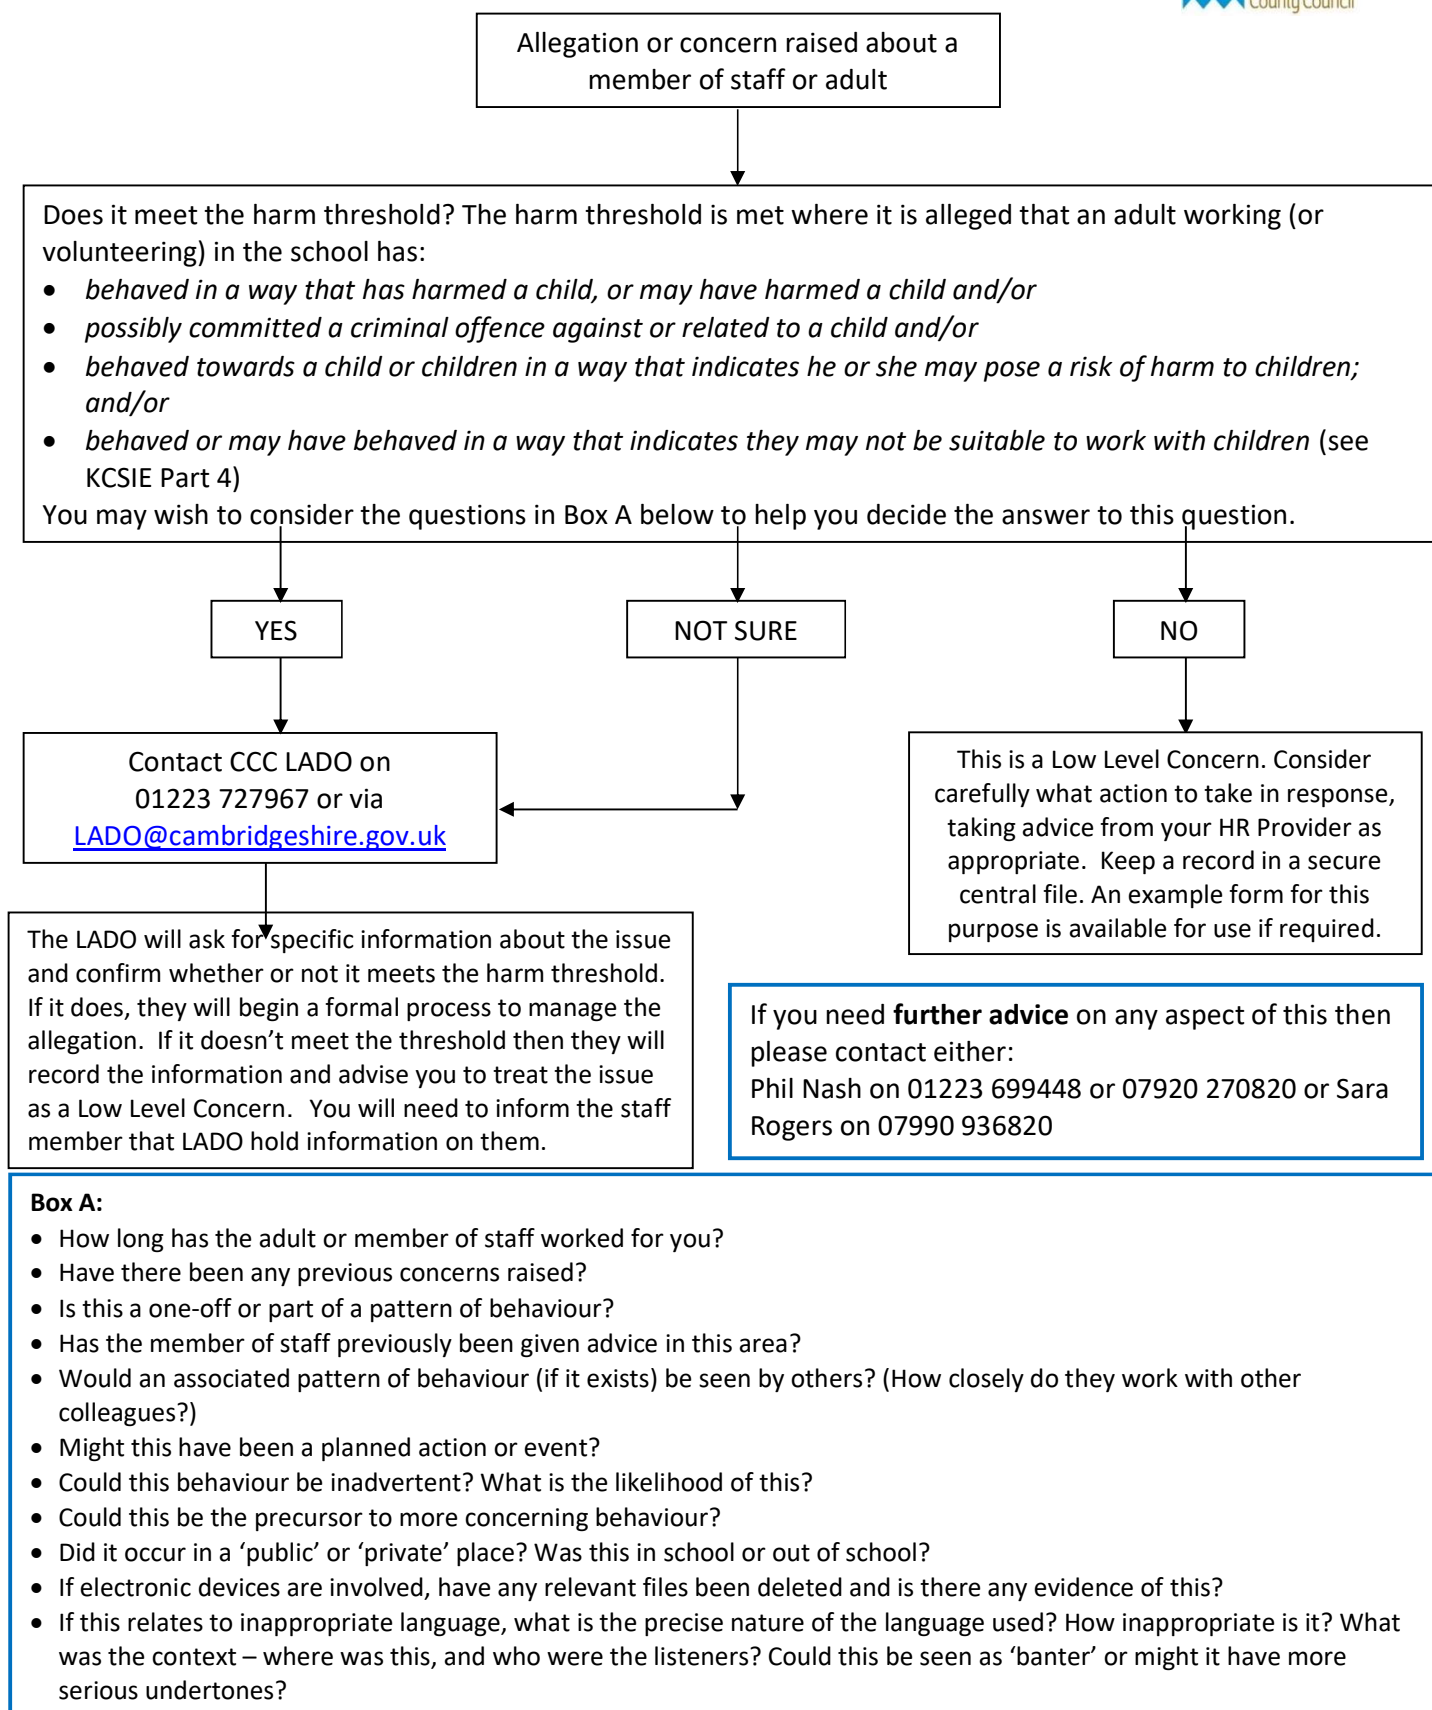 County Council
Allegation or concern raised about a
member of staff or adult
Does it meet the harm threshold? The harm threshold is met where it is alleged that an adult working (or
volunteering) in the school has:
• behaved in a way that has harmed a child, or may have harmed a child and/or
• possibly committed a criminal offence against or related to a child and/or
• behaved towards a child or children in a way that indicates he or she may pose a risk of harm to children;
and/or
• behaved or may have behaved in a way that indicates they may not be suitable to work with children (see
KCSIE Part 4)
You may wish to consider the questions in Box A below to help you decide the answer to this question.
YES
NOT SURE
NO
Contact CCC LADO on
01223 727967 or via
LADO@cambridgeshire.gov.uk
This is a Low Level Concern. Consider
carefully what action to take in response,
taking advice from your HR Provider as
appropriate.  Keep a record in a secure
central file. An example form for this
purpose is available for use if required.
The LADO will ask for specific information about the issue
and confirm whether or not it meets the harm threshold.
If it does, they will begin a formal process to manage the
allegation.  If it doesn’t meet the threshold then they will
record the information and advise you to treat the issue
as a Low Level Concern.  You will need to inform the staff
member that LADO hold information on them.
If you need further advice on any aspect of this then
please contact either:
Phil Nash on 01223 699448 or 07920 270820 or Sara
Rogers on 07990 936820
Box A:
• How long has the adult or member of staff worked for you?
• Have there been any previous concerns raised?
• Is this a one-off or part of a pattern of behaviour?
• Has the member of staff previously been given advice in this area?
• Would an associated pattern of behaviour (if it exists) be seen by others? (How closely do they work with other
colleagues?)
• Might this have been a planned action or event?
• Could this behaviour be inadvertent? What is the likelihood of this?
• Could this be the precursor to more concerning behaviour?
• Did it occur in a ‘public’ or ‘private’ place? Was this in school or out of school?
• If electronic devices are involved, have any relevant files been deleted and is there any evidence of this?
• If this relates to inappropriate language, what is the precise nature of the language used? How inappropriate is it? What
was the context – where was this, and who were the listeners? Could this be seen as ‘banter’ or might it have more
serious undertones?